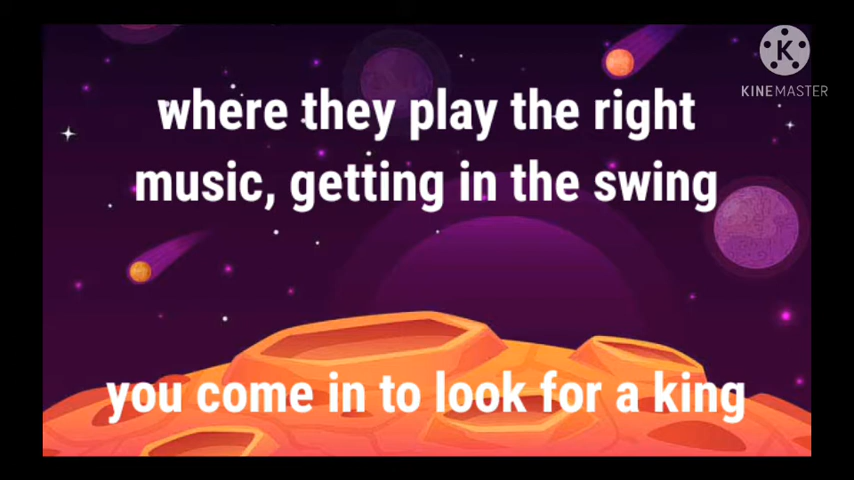 where they play the right
music, getting in the swing
you come in to look for a king
KINEMASTER